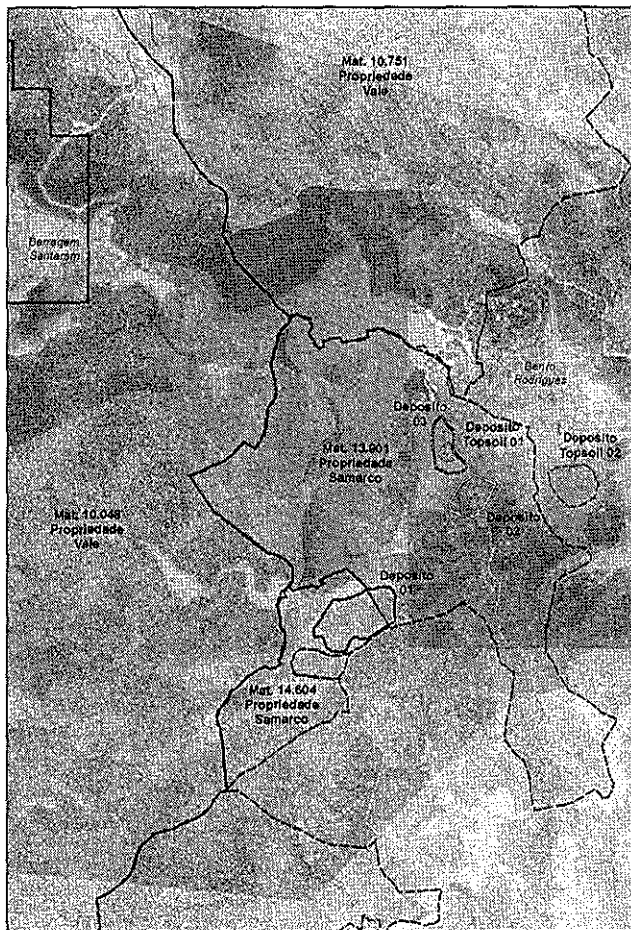 Mat. 10.751
Propriedade
Vale
Barragem
Santarém
Bento
Rodrigues
Depósito
03
Depósito
Topsoil 01
Depósito
Topsoil 02
Mat. 13.901
Propriedade
Samarco
Mat. 10.048
Propriedade
Vale
Depósito
02
Depósito
01
Mat. 14.604
Propriedade
Samarco